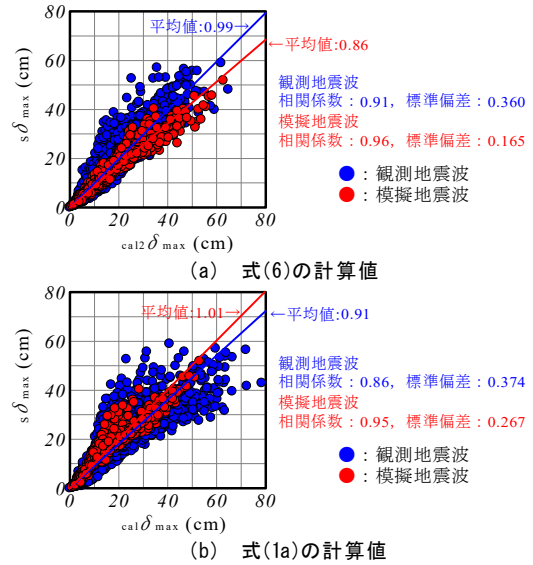 平均値:0.99→
←平均値:0.86
観測地震波
相関係数：0.91, 標準偏差：0.360
模擬地震波
相関係数：0.96, 標準偏差：0.165
●：観測地震波
●：模擬地震波
80
60
40
20
0
s δ max (cm)
0 20 40 60 80
cal2 δ max (cm)
(a) 式(6)の計算値
平均値:1.01→
←平均値:0.91
観測地震波
相関係数：0.86, 標準偏差：0.374
模擬地震波
相関係数：0.95, 標準偏差：0.267
●：観測地震波
●：模擬地震波
80
60
40
20
0
s δ max (cm)
0 20 40 60 80
cal δ max (cm)
(b) 式(1a)の計算値